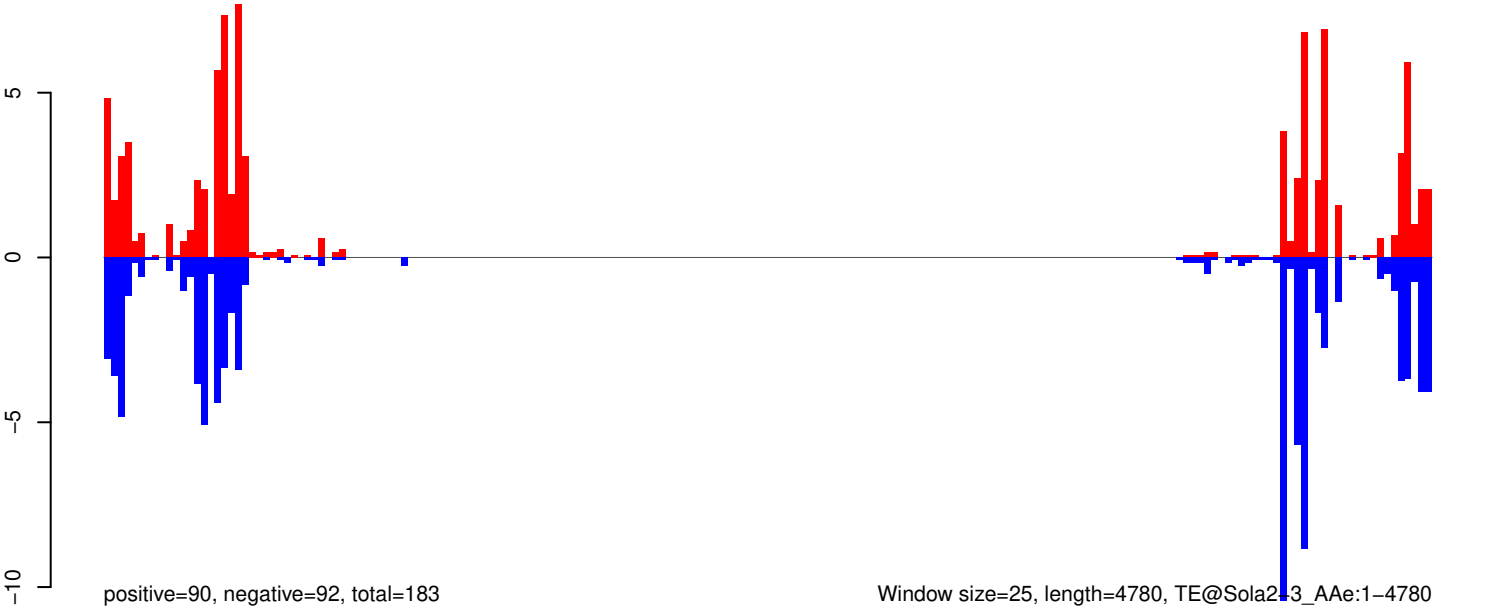 5
0
−5
−10
positive=90, negative=92, total=183
Window size=25, length=4780, TE@Sola2−3_AAe:1−4780